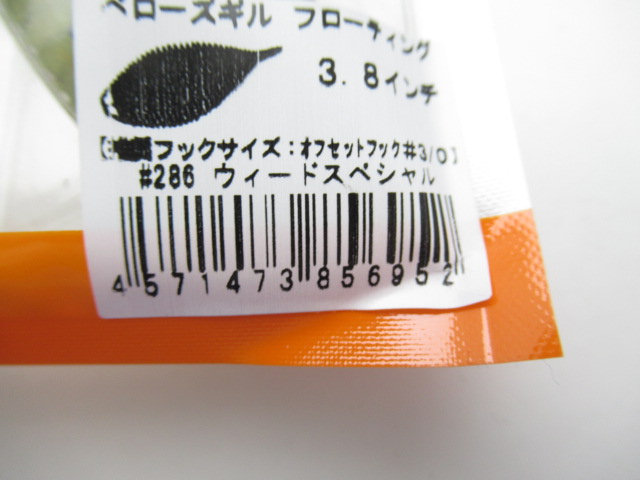 ベローズギル フローティング
3.8インチ
フックサイズ:オフセットフック#3/0】
#286 ウィードスペシャル
4571473856952